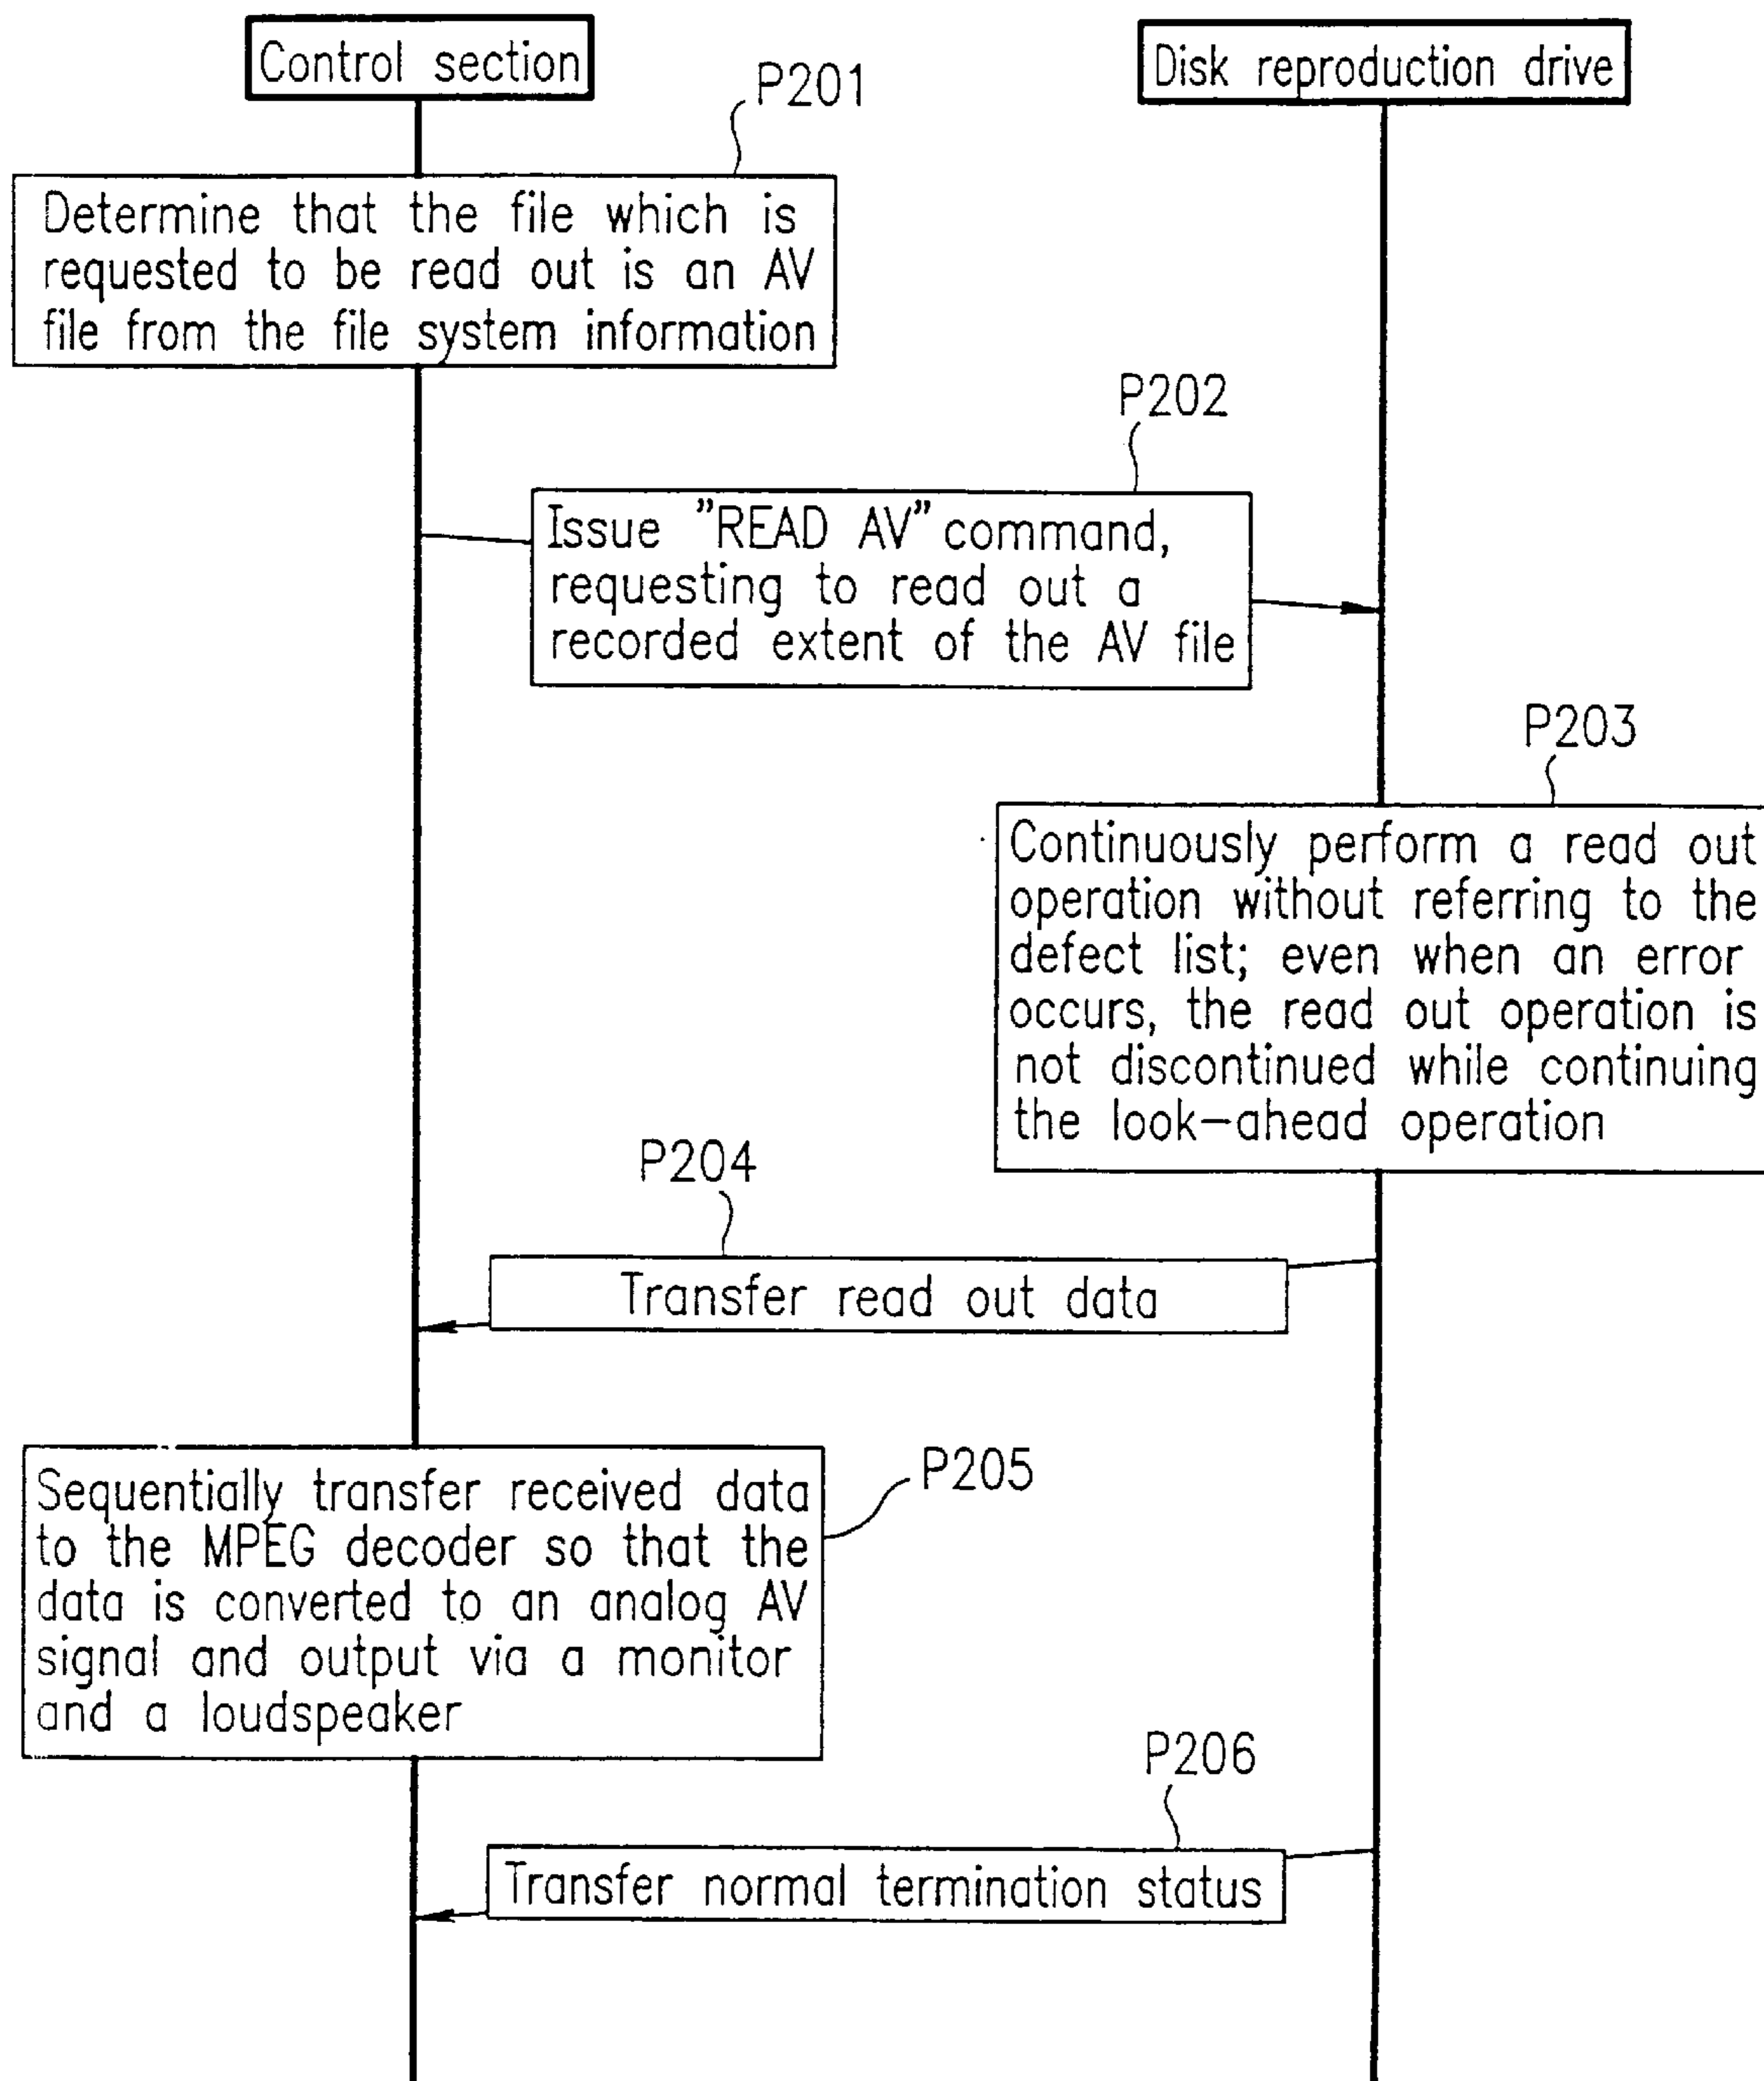 Control section
Disk reproduction drive
P201
Determine that the file which is
requested to be read out is an AV
file from the file system information
P202
Issue "READ AV" command,
requesting to read out a
recorded extent of the AV file
P203
Continuously perform a read out
operation without referring to the
defect list; even when an error
occurs, the read out operation is
not discontinued while continuing
the look-ahead operation
P204
Transfer read out data
P205
Sequentially transfer received data
to the MPEG decoder so that the
data is converted to an analog AV
signal and output via a monitor
and a loudspeaker
P206
Transfer normal termination status